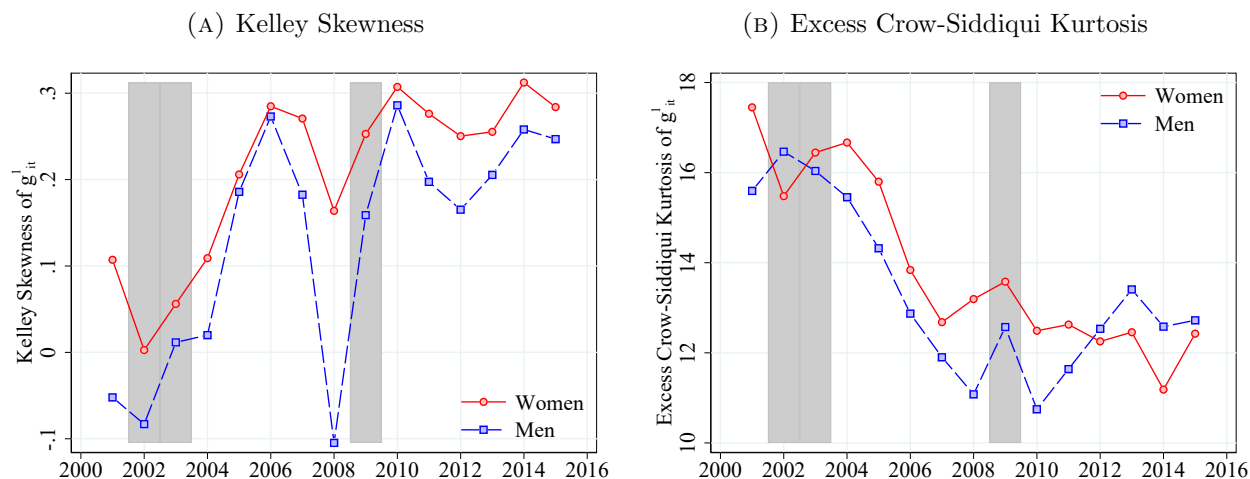 (A) Kelley Skewness
Kelley Skewness of g¹ᵢₜ
.3
.2
.1
0
-.1
Women
Men
2000 2002 2004 2006 2008 2010 2012 2014 2016
(B) Excess Crow-Siddiqui Kurtosis
Excess Crow-Siddiqui Kurtosis of g¹ᵢₜ
18
16
14
12
10
Women
Men
2000 2002 2004 2006 2008 2010 2012 2014 2016